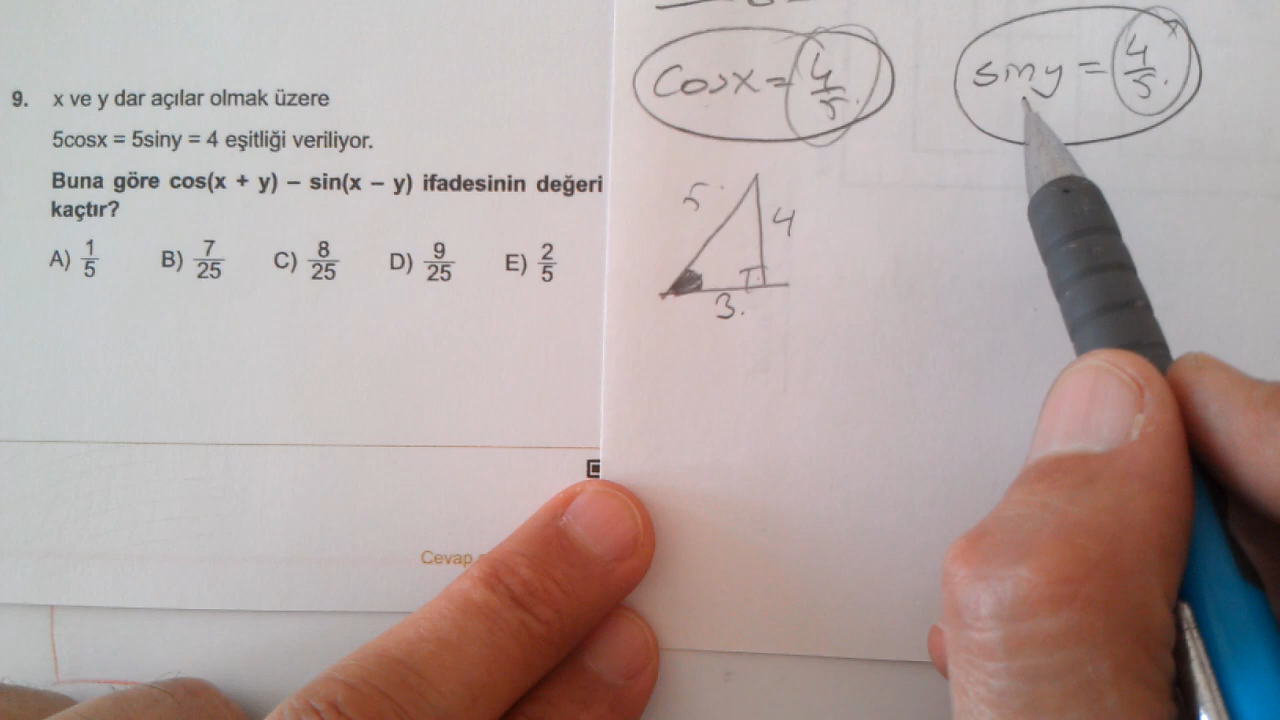 9. x ve y dar açılar olmak üzere
5cosx = 5siny = 4 eşitliği veriliyor.
Buna göre cos(x + y) – sin(x – y) ifadesinin değeri
kaçtır?
A) 1/5 B) 7/25 C) 8/25 D) 9/25 E) 2/5
Cevap
Cosx = 4/5 siny = 4/5
5
4
3